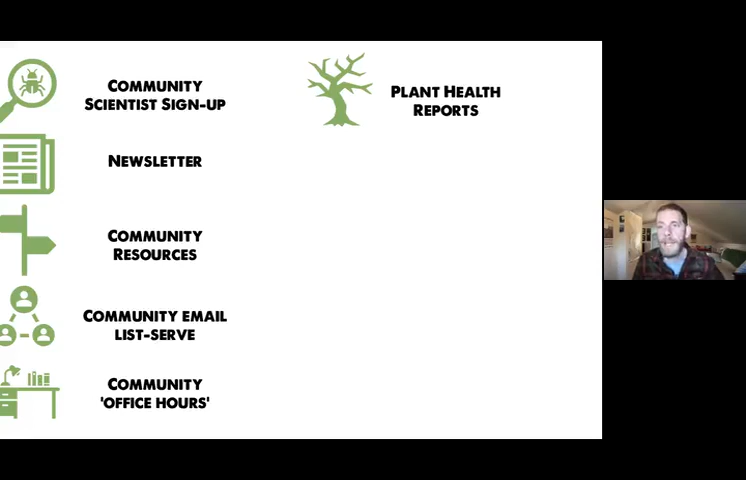 COMMUNITY
SCIENTIST SIGN-UP
NEWSLETTER
COMMUNITY
RESOURCES
COMMUNITY EMAIL
LIST-SERVE
COMMUNITY
'OFFICE HOURS'
PLANT HEALTH
REPORTS